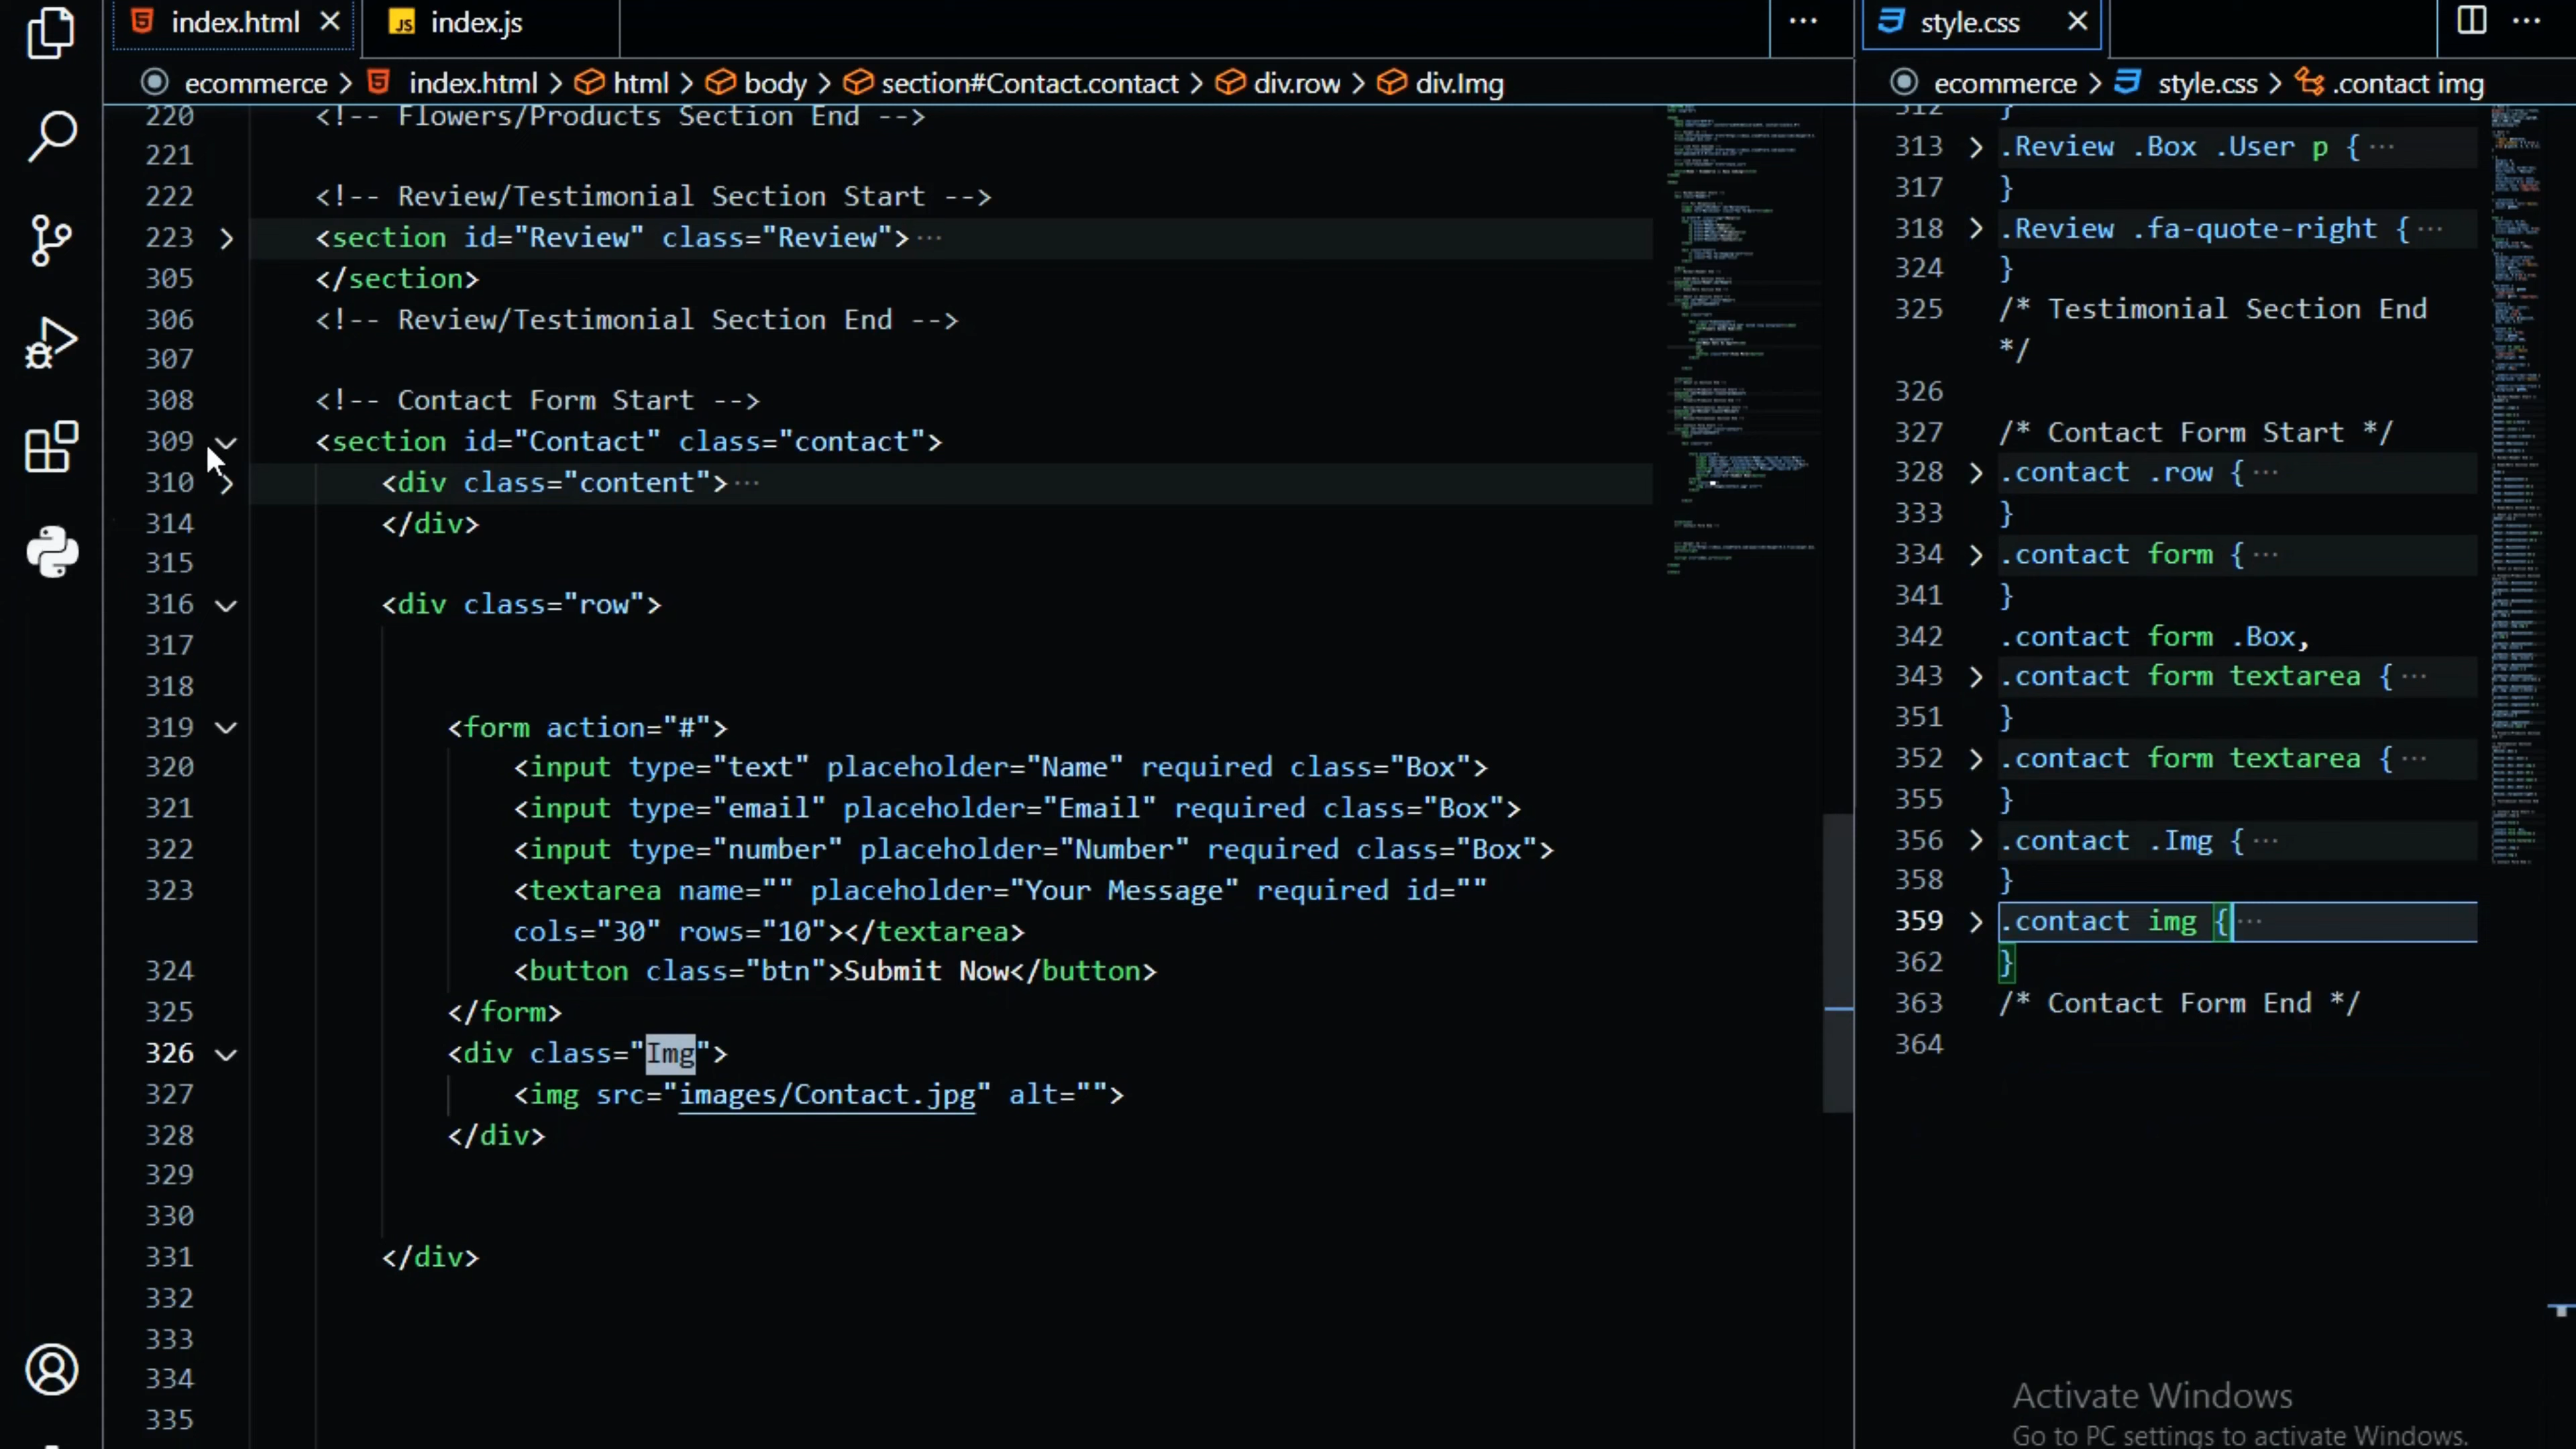 index.html
JS index.js
style.css
ecommerce > index.html > html > body > section#Contact.contact > div.row > div.Img
ecommerce > style.css > .contact img
220 <!-- Flowers/Products Section End -->
221
222 <!-- Review/Testimonial Section Start -->
223 <section id="Review" class="Review">···
305 </section>
306 <!-- Review/Testimonial Section End -->
307
308 <!-- Contact Form Start -->
309 <section id="Contact" class="contact">
310 <div class="content">···
314 </div>
315
316 <div class="row">
317
318
319 <form action="#">
320 <input type="text" placeholder="Name" required class="Box">
321 <input type="email" placeholder="Email" required class="Box">
322 <input type="number" placeholder="Number" required class="Box">
323 <textarea name="" placeholder="Your Message" required id=""
cols="30" rows="10"></textarea>
324 <button class="btn">Submit Now</button>
325 </form>
326 <div class="Img">
327 <img src="images/Contact.jpg" alt="">
328 </div>
329
330
331 </div>
332
333
334
335
312 }
313 .Review .Box .User p {···
317 }
318 .Review .fa-quote-right {···
324 }
325 /* Testimonial Section End
*/
326
327 /* Contact Form Start */
328 .contact .row {···
333 }
334 .contact form {···
341 }
342 .contact form .Box,
343 .contact form textarea {···
351 }
352 .contact form textarea {···
355 }
356 .contact .Img {···
358 }
359 .contact img {···
362 }
363 /* Contact Form End */
364
Activate Windows
Go to PC settings to activate Windows.